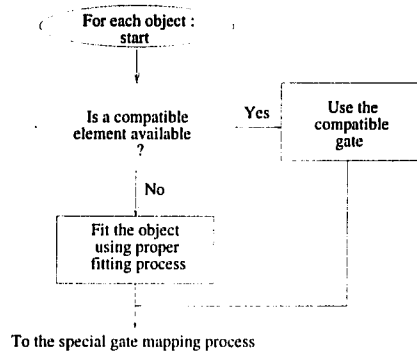 For each object :
start
Is a compatible
element available
?
Yes
Use the
compatible
gate
No
Fit the object
using proper
fitting process
To the special gate mapping process